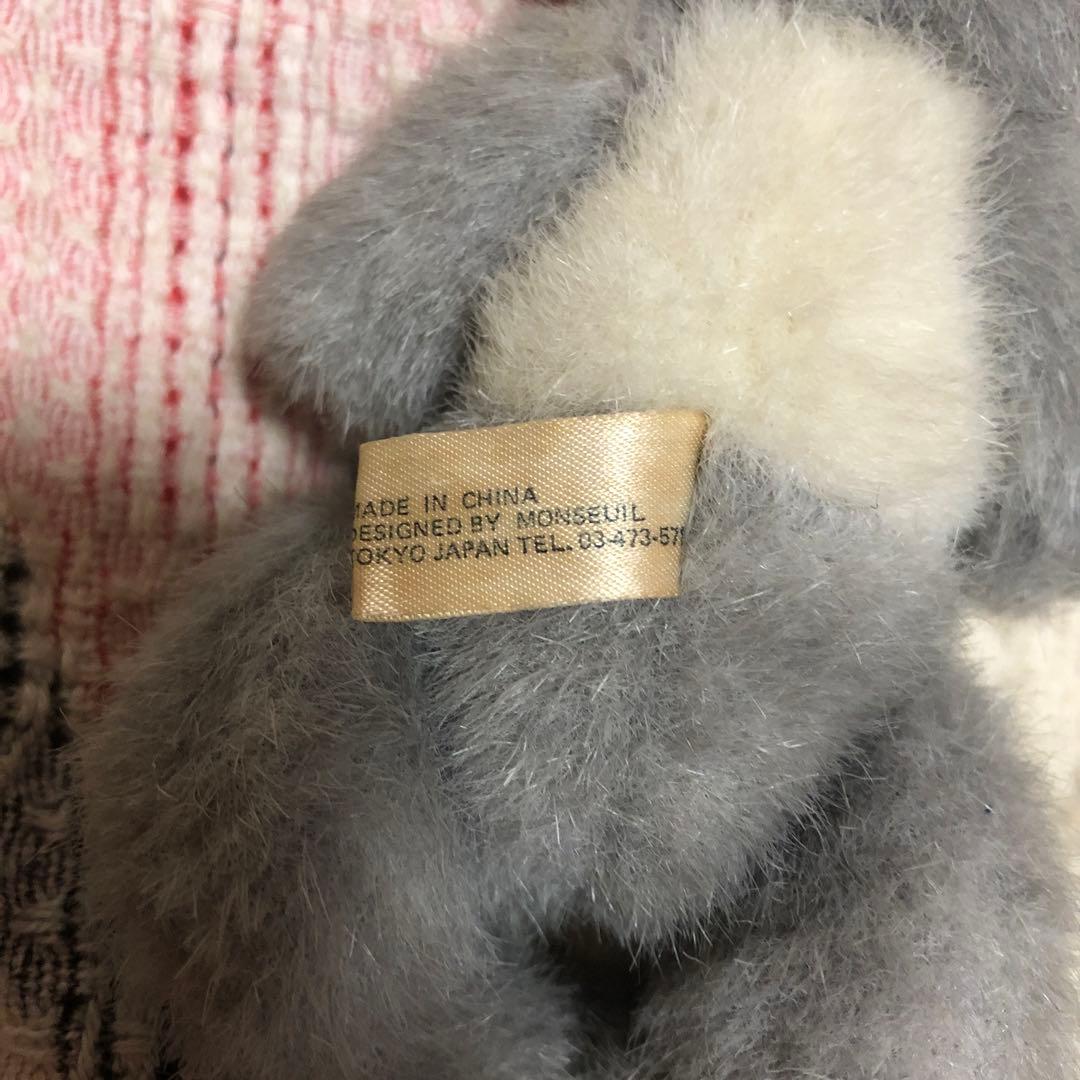 MADE IN CHINA
DESIGNED BY MONSEUIL
TOKYO JAPAN TEL. 03-473-57